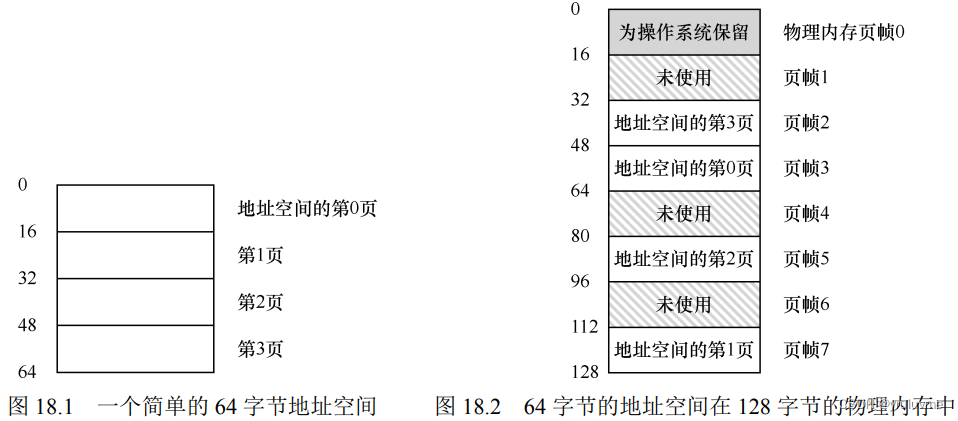 0
地址空间的第0页
16
第1页
32
第2页
48
第3页
64
图 18.1 一个简单的 64 字节地址空间
0
为操作系统保留 物理内存页帧0
16
未使用 页帧1
32
地址空间的第3页 页帧2
48
地址空间的第0页 页帧3
64
未使用 页帧4
80
地址空间的第2页 页帧5
96
未使用 页帧6
112
地址空间的第1页 页帧7
128
图 18.2 64 字节的地址空间在 128 字节的物理内存中